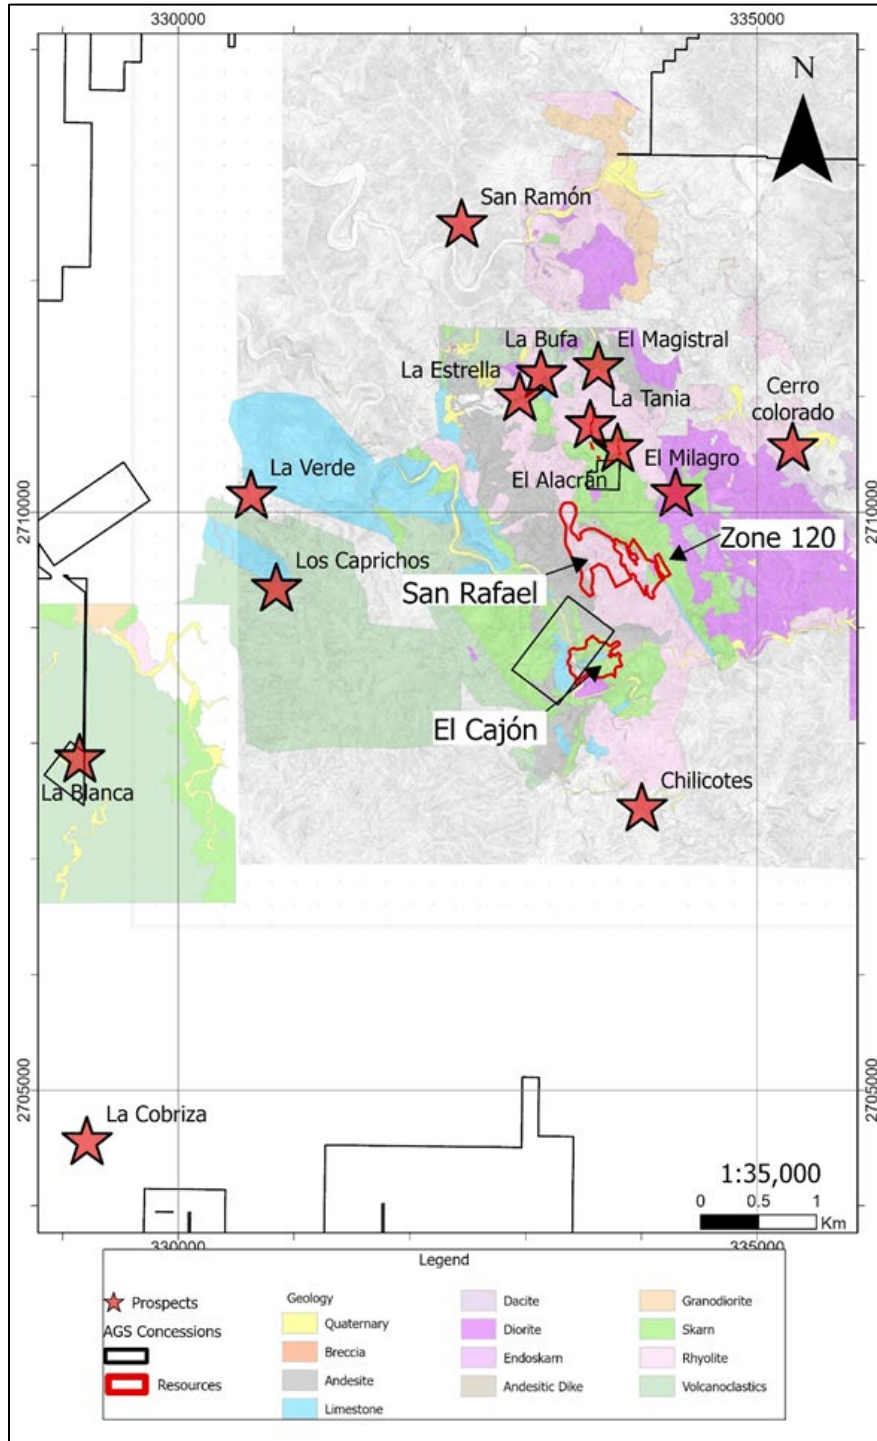 330000
335000
N
San Ramón
La Bufa
El Magistral
La Estrella
La Tania
Cerro
colorado
La Verde
El Alacrán
El Milagro
2710000
2710000
Zone 120
Los Caprichos
San Rafael
El Cajón
La Blanca
Chilicotes
2705000
2705000
La Cobriza
1:35,000
0 0.5 1
Km
330000
335000
Legend
Prospects
AGS Concessions
Resources
Geology
Quaternary
Breccia
Andesite
Limestone
Dacite
Diorite
Endoskarn
Andesitic Dike
Granodiorite
Skarn
Rhyolite
Volcanoclastics